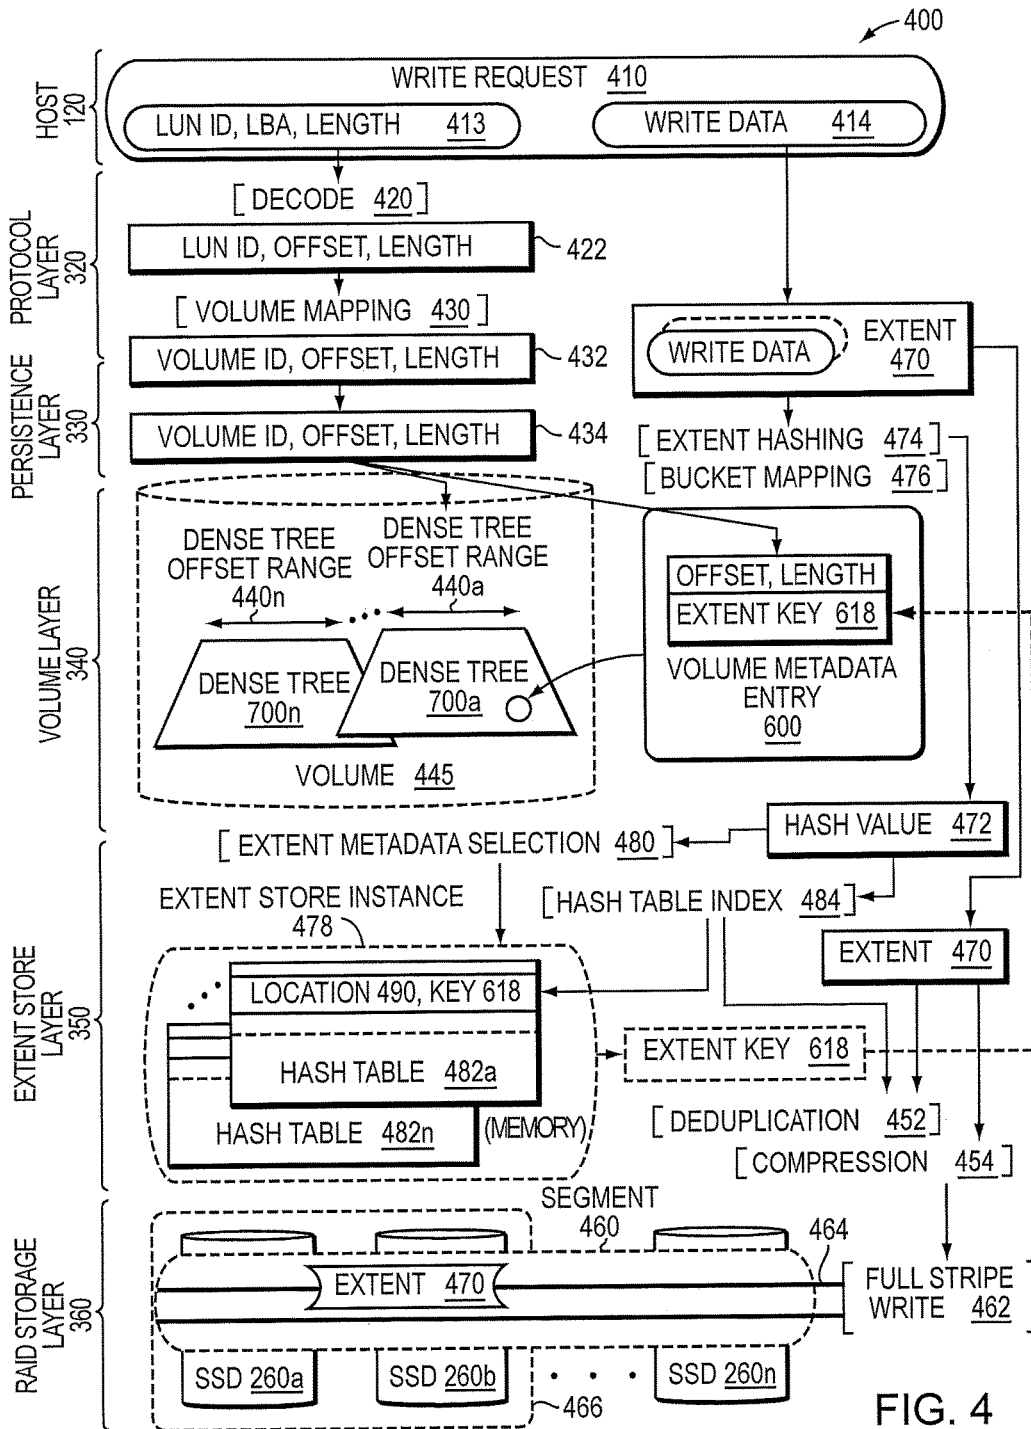 400
HOST
120
WRITE REQUEST 410
LUN ID, LBA, LENGTH 413
WRITE DATA 414
PROTOCOL
LAYER
320
[DECODE 420]
LUN ID, OFFSET, LENGTH
422
[VOLUME MAPPING 430]
VOLUME ID, OFFSET, LENGTH
432
WRITE DATA
EXTENT
470
PERSISTENCE
LAYER
330
VOLUME ID, OFFSET, LENGTH
434
[EXTENT HASHING 474]
[BUCKET MAPPING 476]
VOLUME LAYER
340
DENSE TREE
OFFSET RANGE
440n
DENSE TREE
OFFSET RANGE
440a
DENSE TREE
700n
DENSE TREE
700a
VOLUME 445
OFFSET, LENGTH
EXTENT KEY 618
VOLUME METADATA
ENTRY
600
HASH VALUE 472
EXTENT STORE
LAYER
350
[EXTENT METADATA SELECTION 480]
[HASH TABLE INDEX 484]
EXTENT STORE INSTANCE
478
EXTENT 470
LOCATION 490, KEY 618
HASH TABLE 482a
HASH TABLE 482n
(MEMORY)
EXTENT KEY 618
[DEDUPLICATION 452]
[COMPRESSION 454]
RAID STORAGE
LAYER
360
SEGMENT
460
464
EXTENT 470
[FULL STRIPE
WRITE 462]
SSD 260a
SSD 260b
. . .
SSD 260n
466
FIG. 4